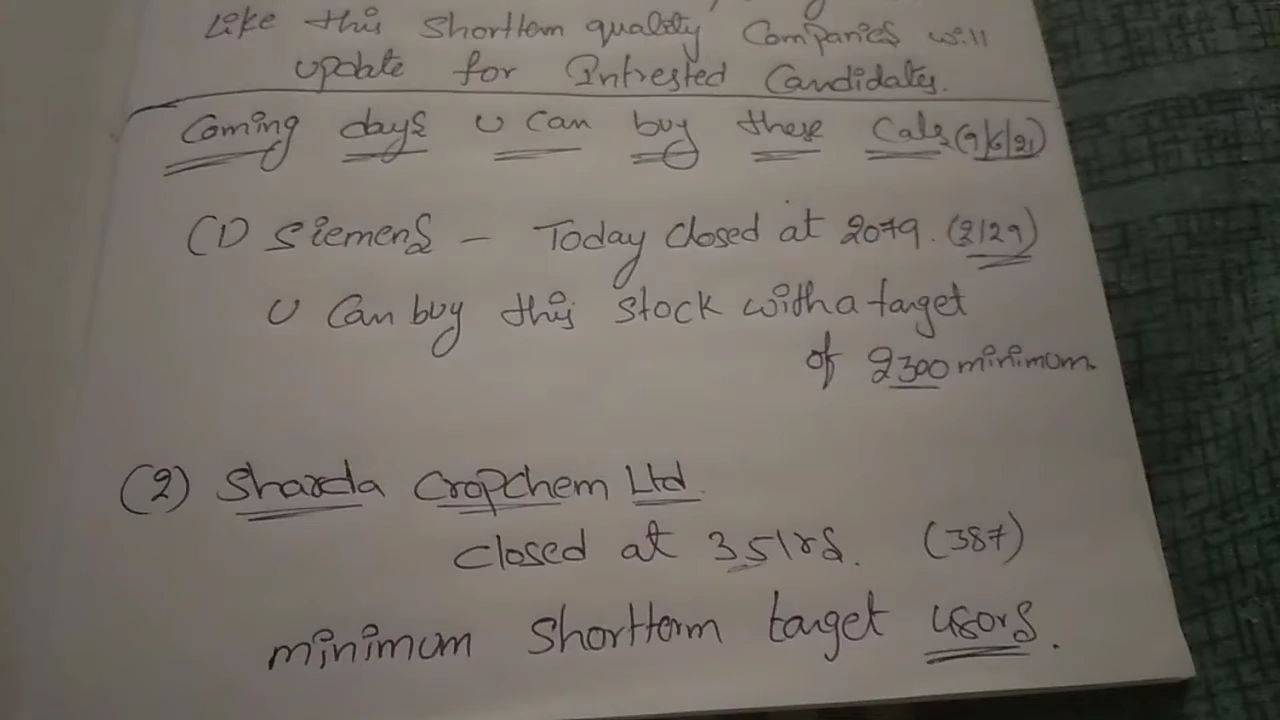 Like this Shortterm quality Companies will
update for Intrested Candidates.
Coming days U can buy these Calls (9/6/21)
(1) Siemens - Today closed at 2079. (2129)
U can buy this stock with a target
of 2300 minimum.
(2) Sharda Cropchem Ltd.
closed at 351rs. (387)
minimum Shortterm target 450rs.